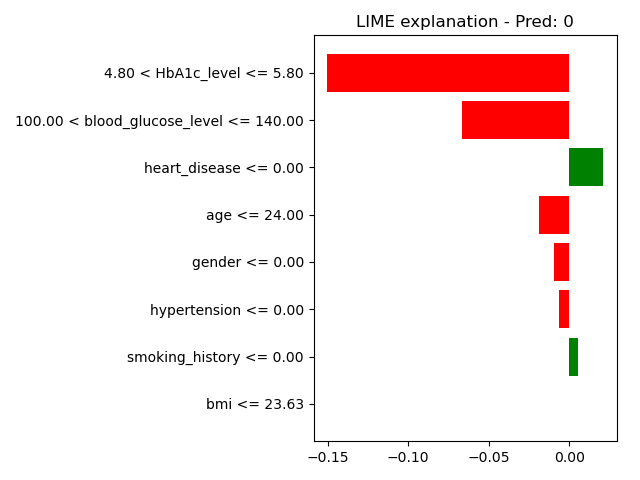 LIME explanation - Pred: 0
4.80 < HbA1c_level <= 5.80
100.00 < blood_glucose_level <= 140.00
heart_disease <= 0.00
age <= 24.00
gender <= 0.00
hypertension <= 0.00
smoking_history <= 0.00
bmi <= 23.63
−0.15 −0.10 −0.05 0.00